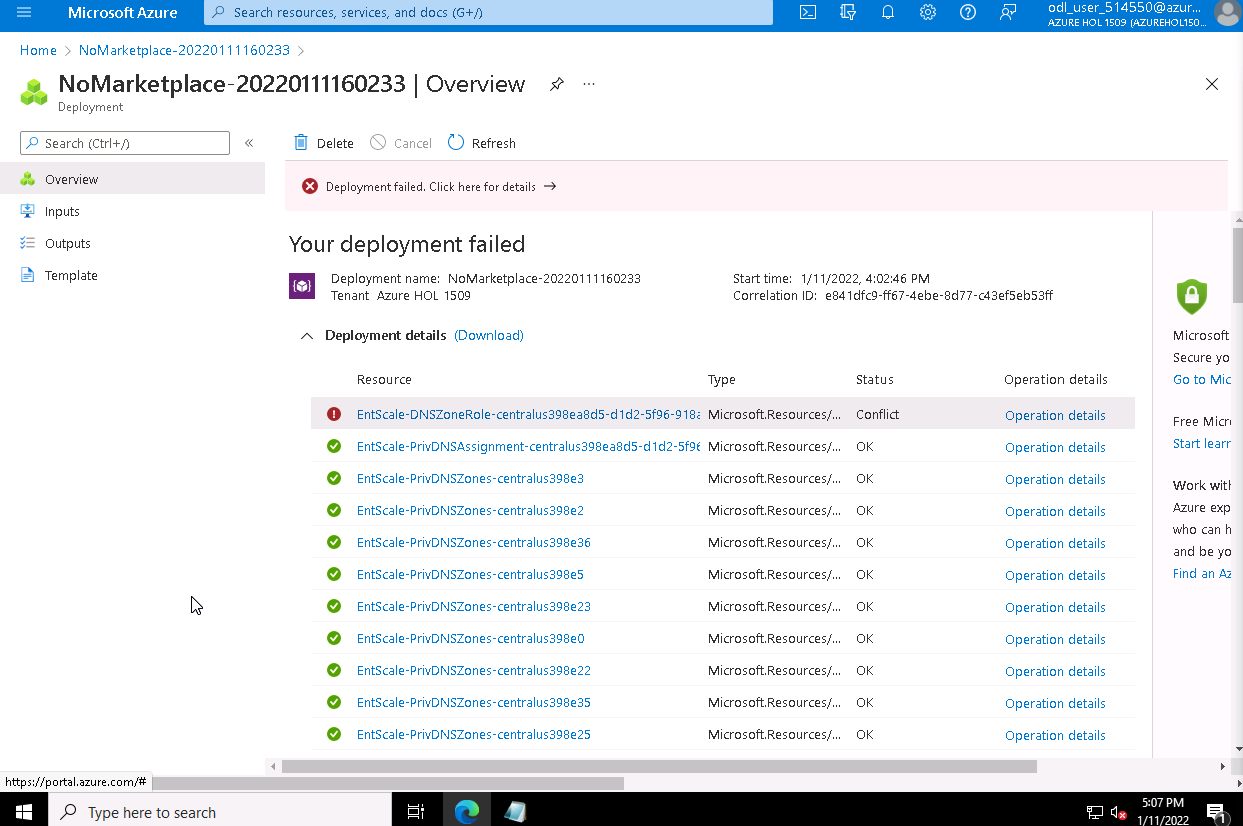 Microsoft Azure
Search resources, services, and docs (G+/)
odl_user_514550@azur...
AZURE HOL 1509 (AZUREHOL150...
Home > NoMarketplace-20220111160233 >
NoMarketplace-20220111160233 | Overview
Deployment
Search (Ctrl+/)
Delete
Cancel
Refresh
Overview
Inputs
Outputs
Template
Deployment failed. Click here for details
Your deployment failed
Deployment name: NoMarketplace-20220111160233
Start time: 1/11/2022, 4:02:46 PM
Tenant Azure HOL 1509
Correlation ID: e841dfc9-ff67-4ebe-8d77-c43ef5eb53ff
Deployment details (Download)
Resource Type Status Operation details
EntScale-DNSZoneRole-centralus398ea8d5-d1d2-5f96-918a Microsoft.Resources/... Conflict Operation details
EntScale-PrivDNSAssignment-centralus398ea8d5-d1d2-5f96 Microsoft.Resources/... OK Operation details
EntScale-PrivDNSZones-centralus398e3 Microsoft.Resources/... OK Operation details
EntScale-PrivDNSZones-centralus398e2 Microsoft.Resources/... OK Operation details
EntScale-PrivDNSZones-centralus398e36 Microsoft.Resources/... OK Operation details
EntScale-PrivDNSZones-centralus398e5 Microsoft.Resources/... OK Operation details
EntScale-PrivDNSZones-centralus398e23 Microsoft.Resources/... OK Operation details
EntScale-PrivDNSZones-centralus398e0 Microsoft.Resources/... OK Operation details
EntScale-PrivDNSZones-centralus398e22 Microsoft.Resources/... OK Operation details
EntScale-PrivDNSZones-centralus398e35 Microsoft.Resources/... OK Operation details
EntScale-PrivDNSZones-centralus398e25 Microsoft.Resources/... OK Operation details
Microsoft
Secure yo
Go to Mic
Free Micr
Start learn
Work with
Azure exp
who can h
and be yo
Find an Az
https://portal.azure.com/#
Type here to search
5:07 PM
1/11/2022
1